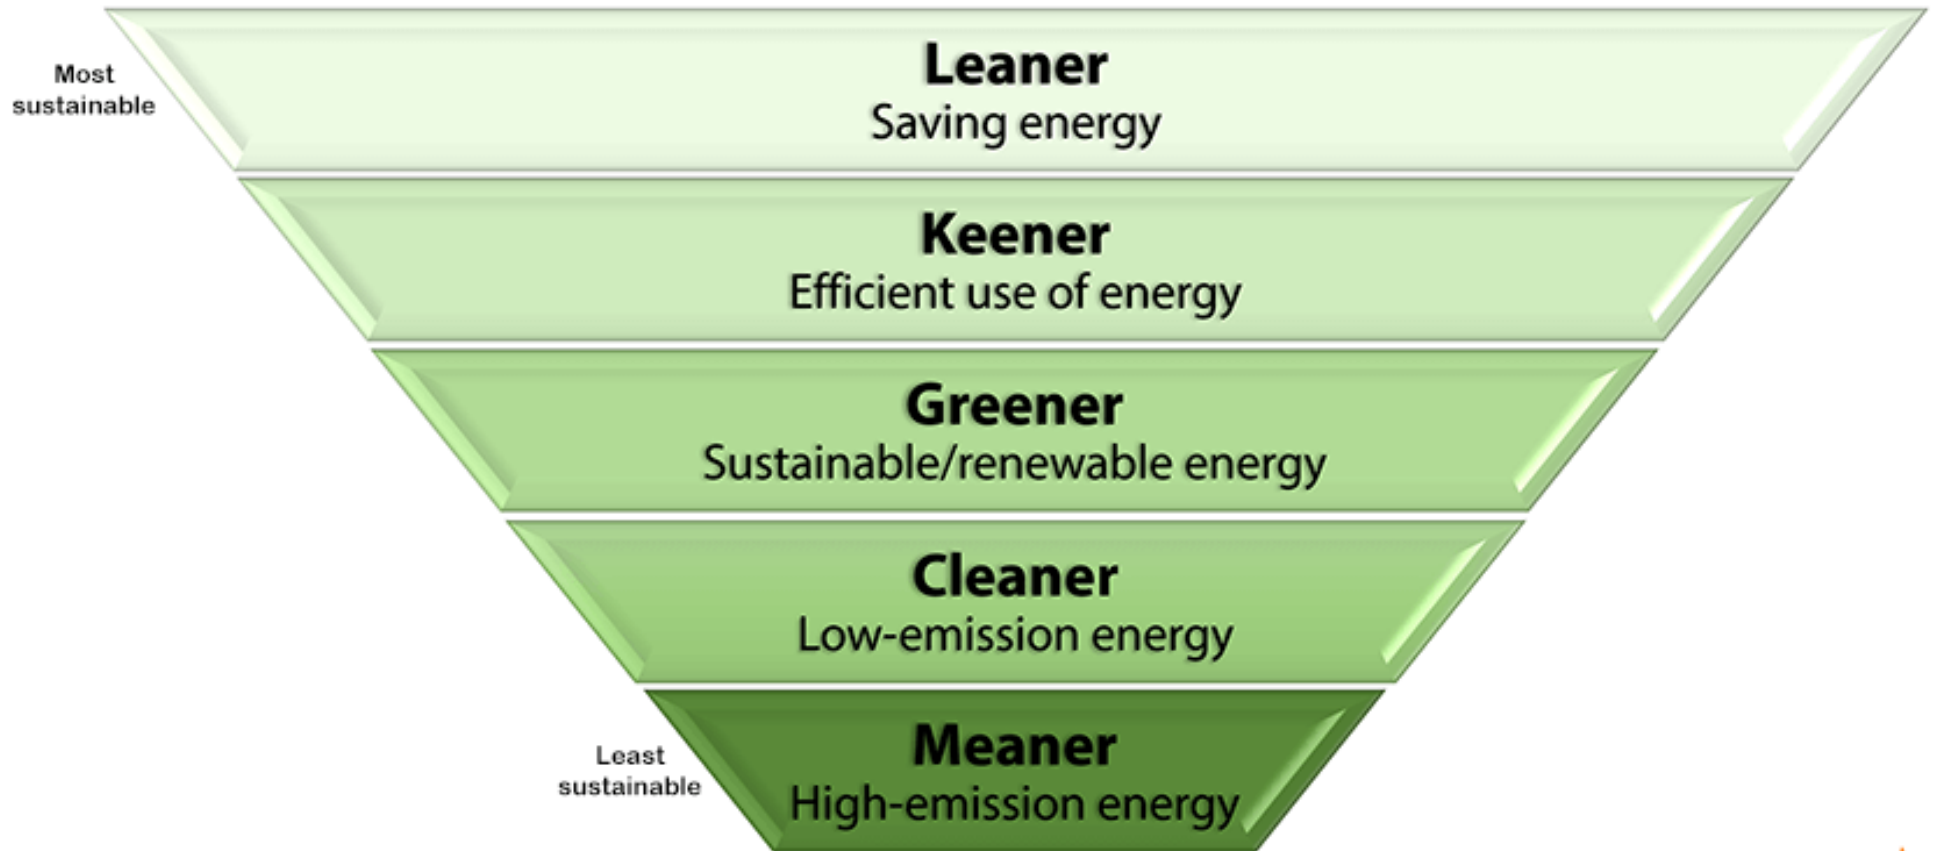 Leaner
Most
sustainable
Saving energy
Keener
Efficient use of energy
Greener
Sustainable/renewable energy
Cleaner
Low-emission energy
Meaner
Least
sustainable
High-emission energy